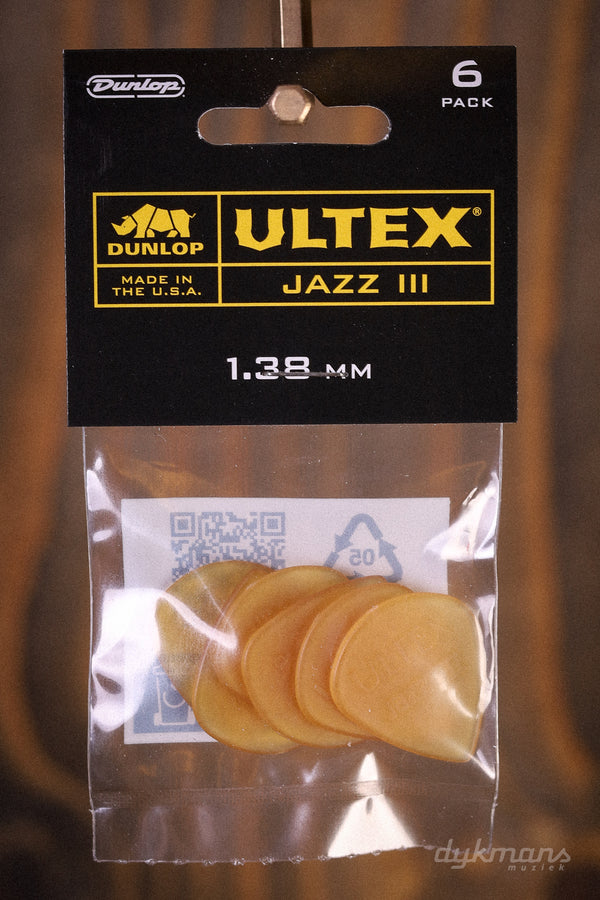 Dunlop
6
PACK
DUNLOP
ULTEX®
MADE IN
THE U.S.A.
JAZZ III
1.38 MM
05
dykmans
muziek